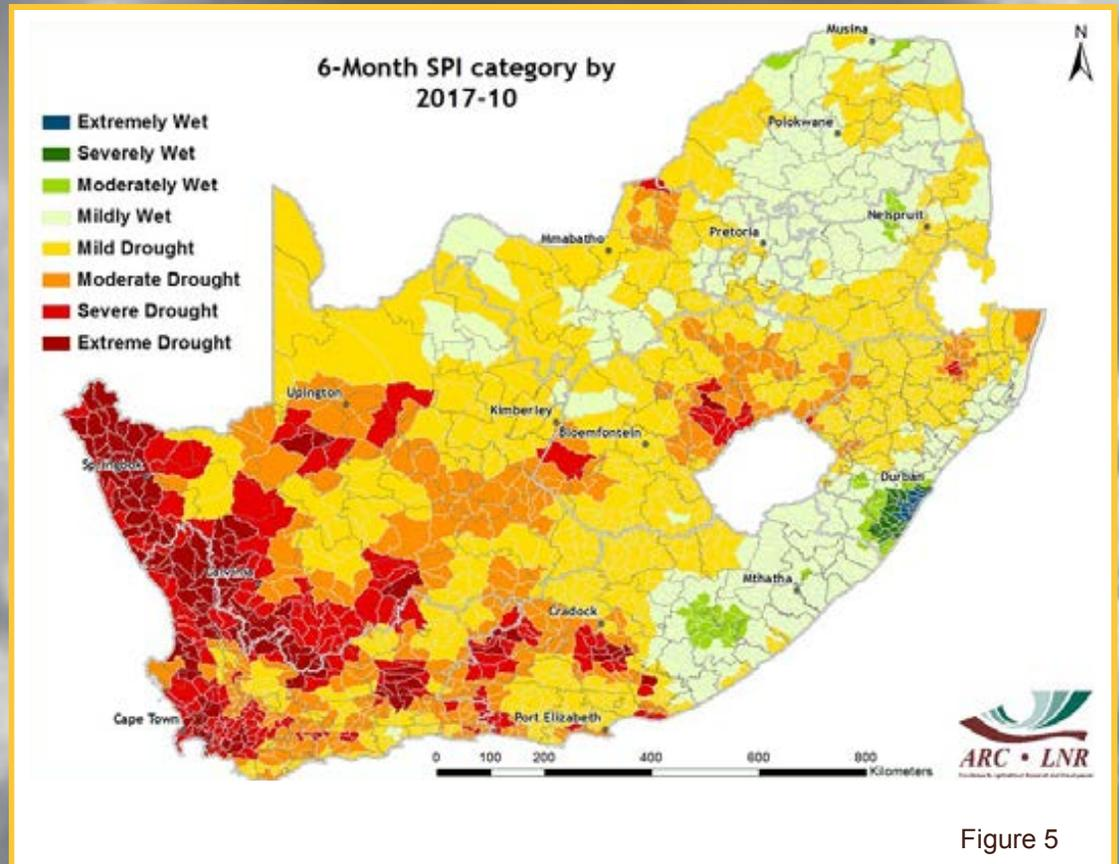 6-Month SPI category by
2017-10
N
Extremely Wet
Severely Wet
Moderately Wet
Mildly Wet
Mild Drought
Moderate Drought
Severe Drought
Extreme Drought
Musina
Polokwane
Nelspruit
Pretoria
Mmabatho
Upington
Kimberley
Bloemfontein
Springbok
Durban
Calvinia
Mthatha
Cradock
Cape Town
Port Elizabeth
0 100 200 400 600 800
Kilometers
ARC • LNR
Figure 5